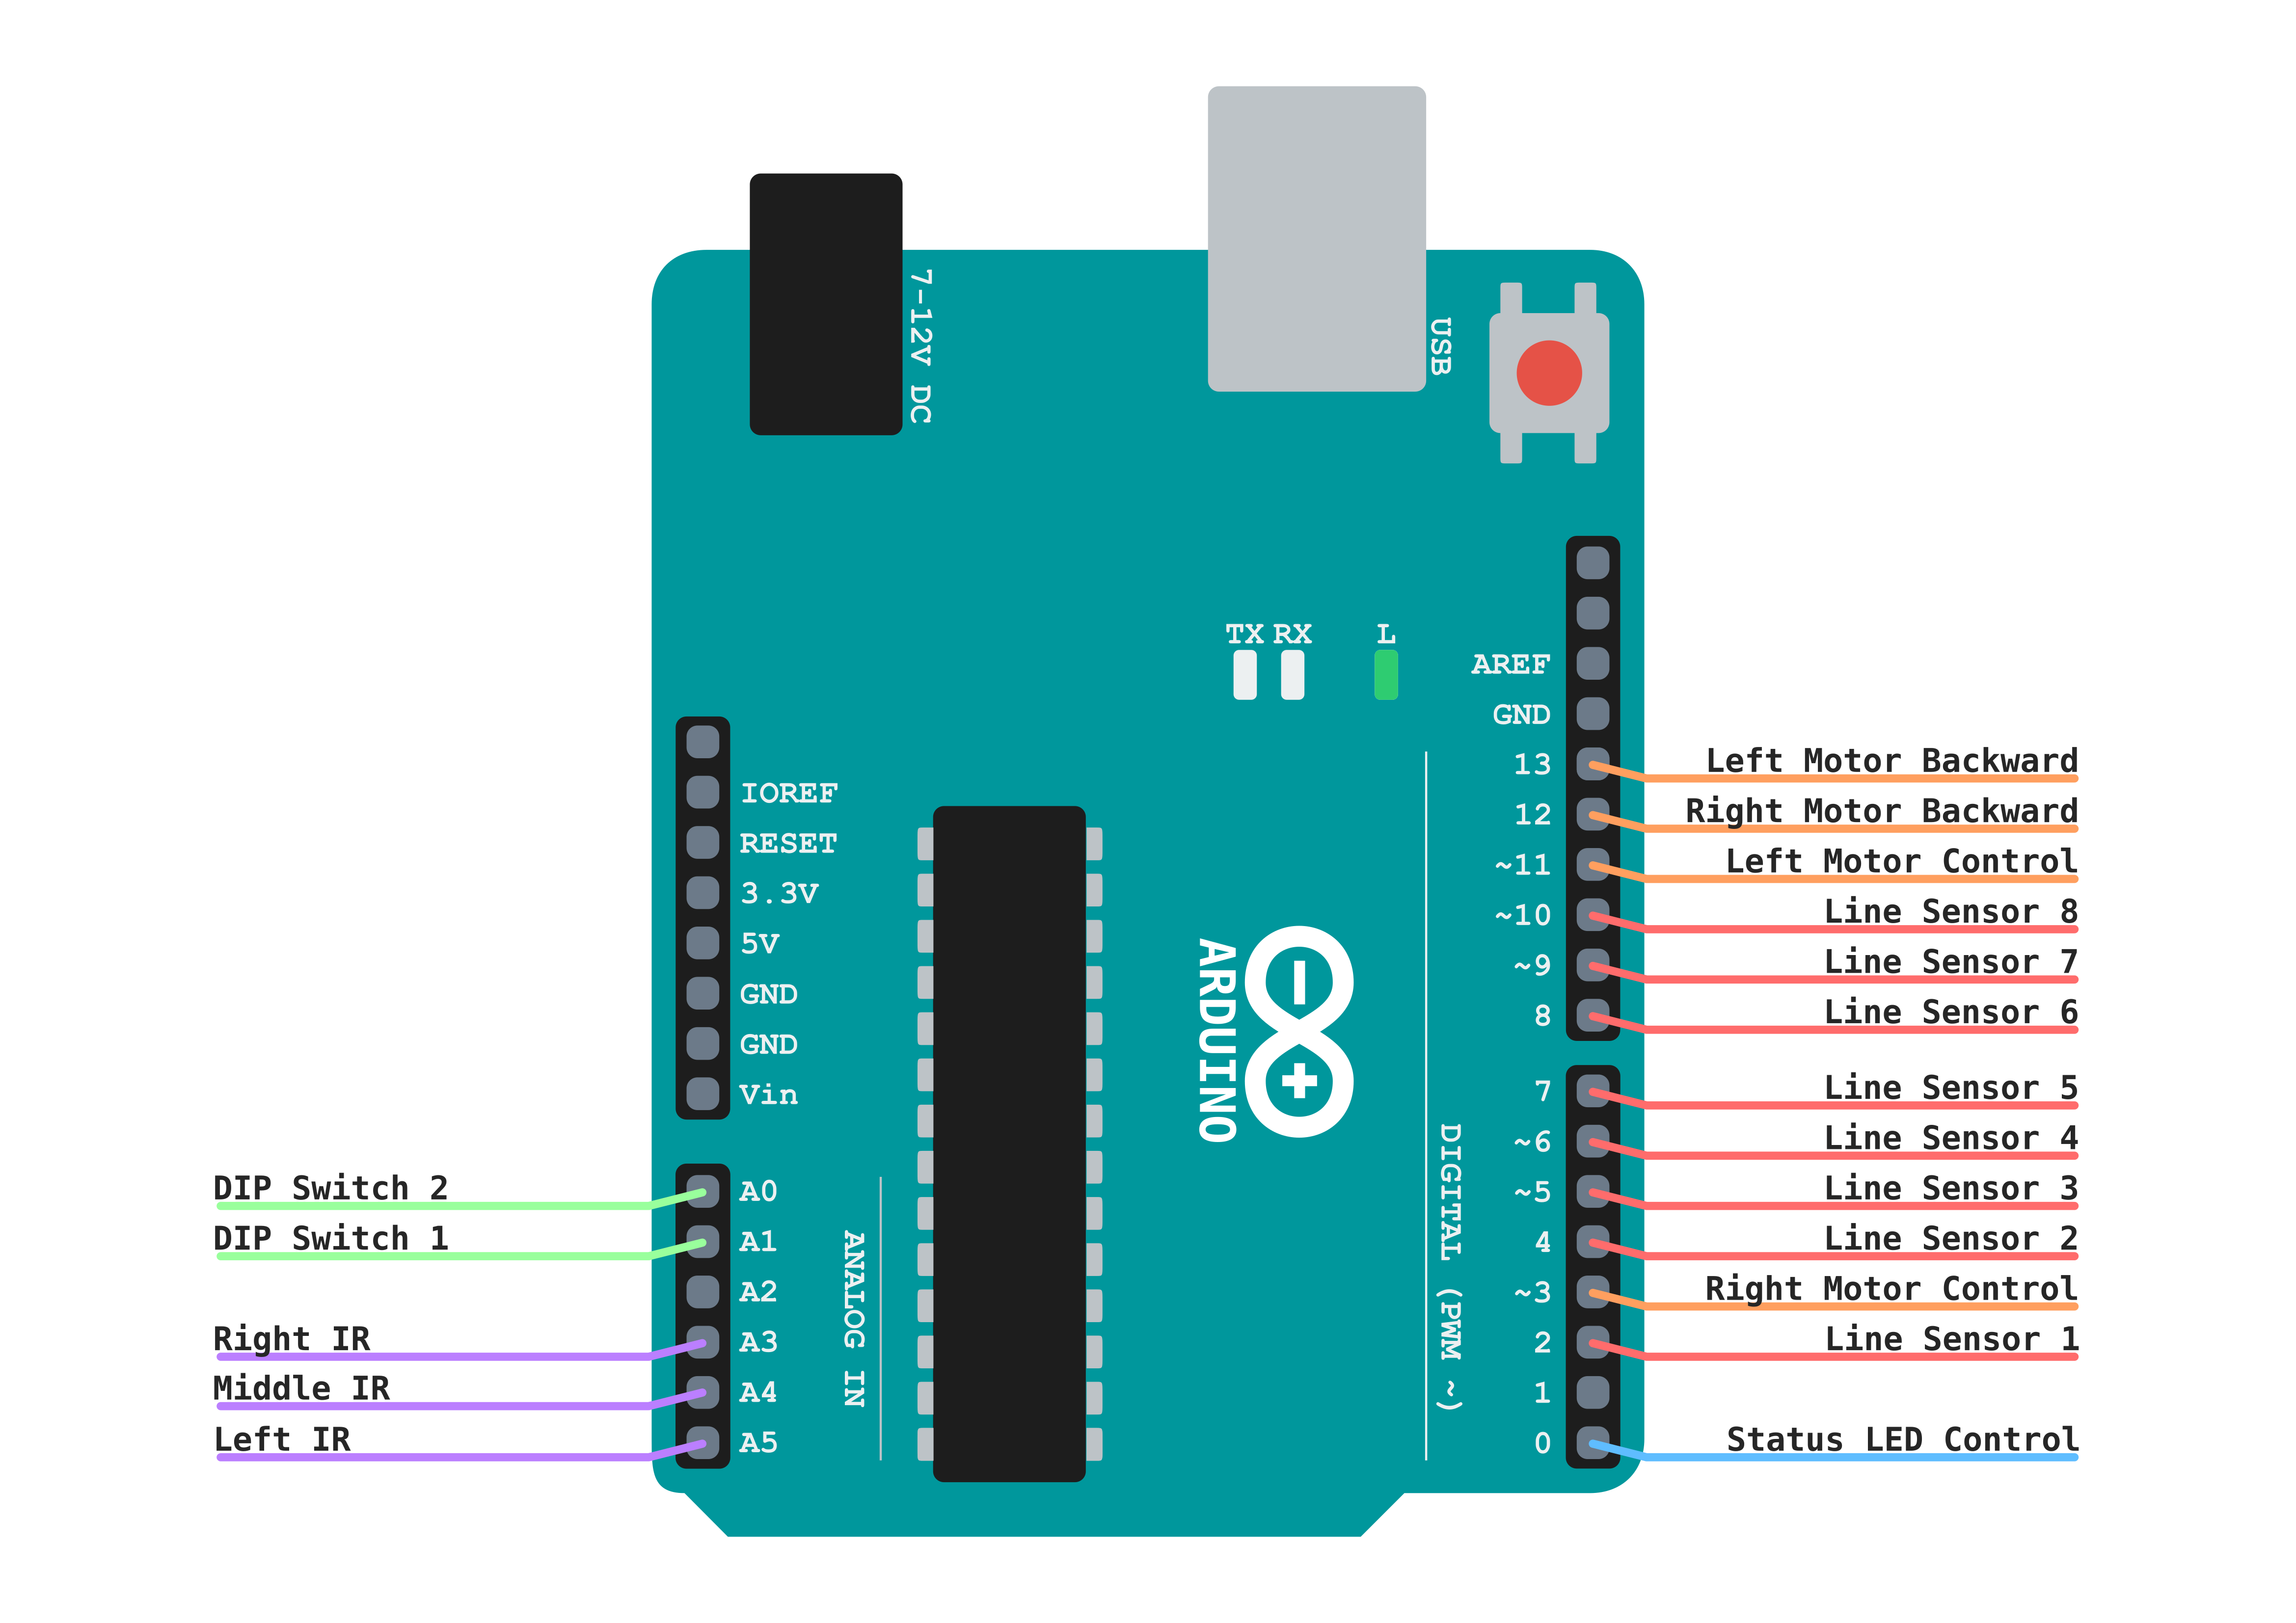 7-12V DC
USB
TX RX L
AREF
GND
13 Left Motor Backward
12 Right Motor Backward
~11 Left Motor Control
~10 Line Sensor 8
~9 Line Sensor 7
8 Line Sensor 6
7 Line Sensor 5
~6 Line Sensor 4
~5 Line Sensor 3
4 Line Sensor 2
~3 Right Motor Control
2 Line Sensor 1
1
0 Status LED Control
DIGITAL (PWM ~)
ARDUINO
IOREF
RESET
3.3V
5V
GND
GND
Vin
DIP Switch 2 A0
DIP Switch 1 A1
A2
Right IR A3
Middle IR A4
Left IR A5
ANALOG IN